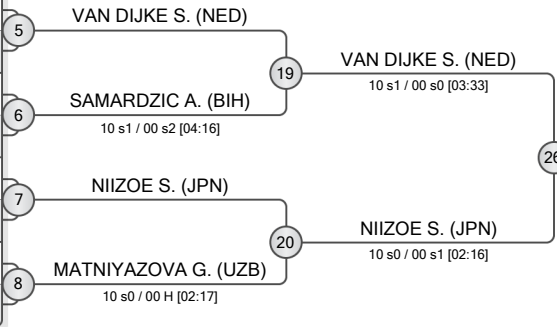 5
VAN DIJKE S. (NED)
19
VAN DIJKE S. (NED)
10 s1 / 00 s0 [03:33]
6
SAMARDZIC A. (BIH)
10 s1 / 00 s2 [04:16]
26
7
NIIZOE S. (JPN)
20
NIIZOE S. (JPN)
10 s0 / 00 s1 [02:16]
8
MATNIYAZOVA G. (UZB)
10 s0 / 00 H [02:17]